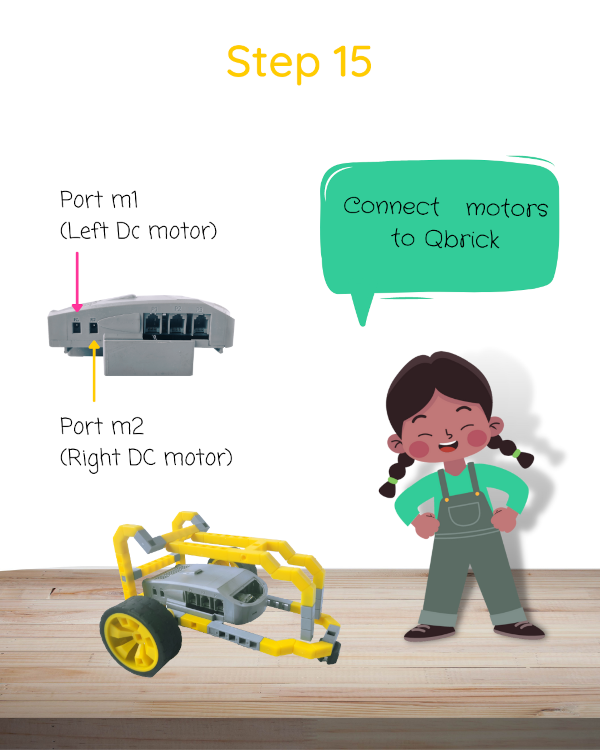 Step 15
Port m1
(Left Dc motor)
Connect motors
to Qbrick
Port m2
(Right DC motor)